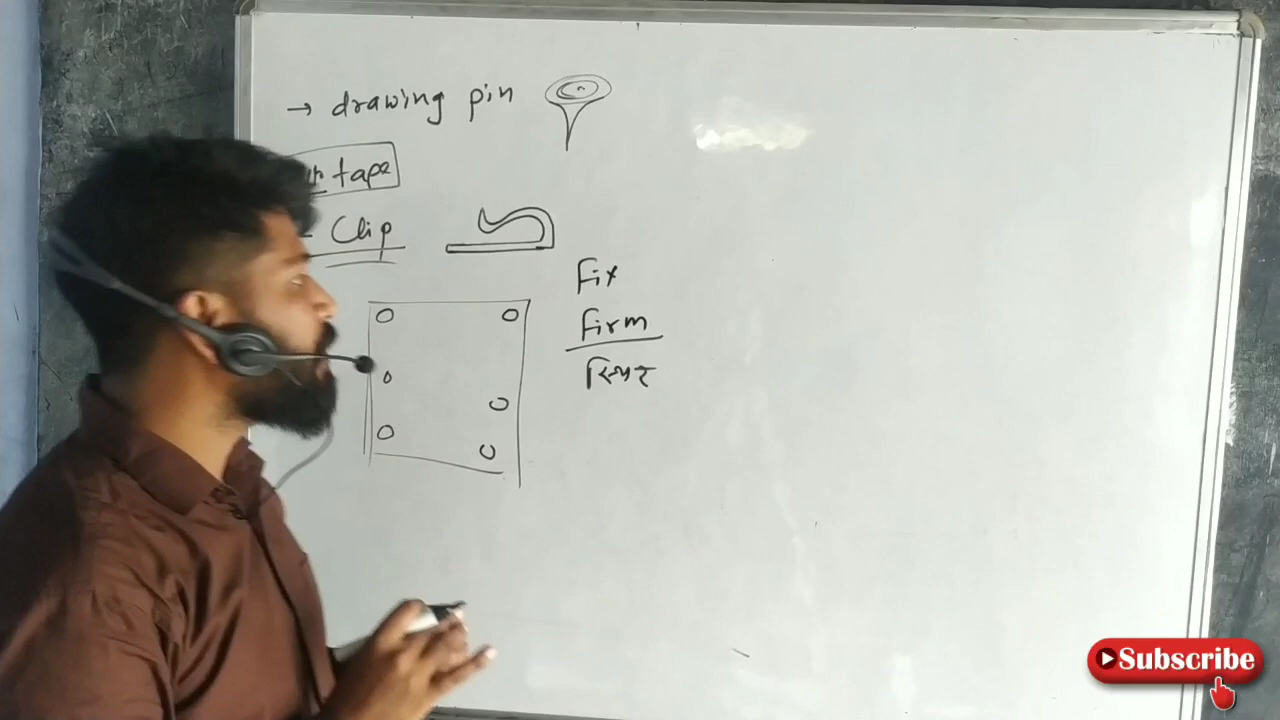 → drawing pin
tape
Clip
Fix
Firm
स्थिर
Subscribe